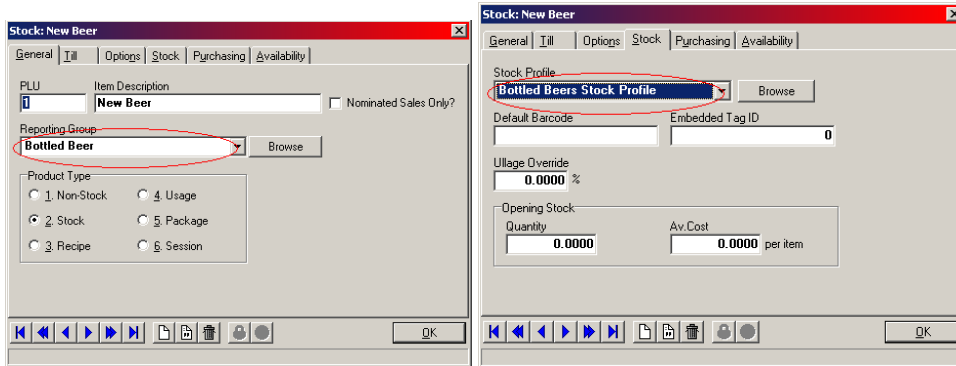 Stock: New Beer
General Till Options Stock Purchasing Availability
PLU Item Description
1 New Beer Nominated Sales Only?
Reporting Group
Bottled Beer Browse
Product Type
1. Non-Stock 4. Usage
2. Stock 5. Package
3. Recipe 6. Session
OK
Stock: New Beer
General Till Options Stock Purchasing Availability
Stock Profile
Bottled Beers Stock Profile Browse
Default Barcode Embedded Tag ID
0
Ullage Override
0.0000 %
Opening Stock
Quantity Av.Cost
0.0000 0.0000 per item
OK